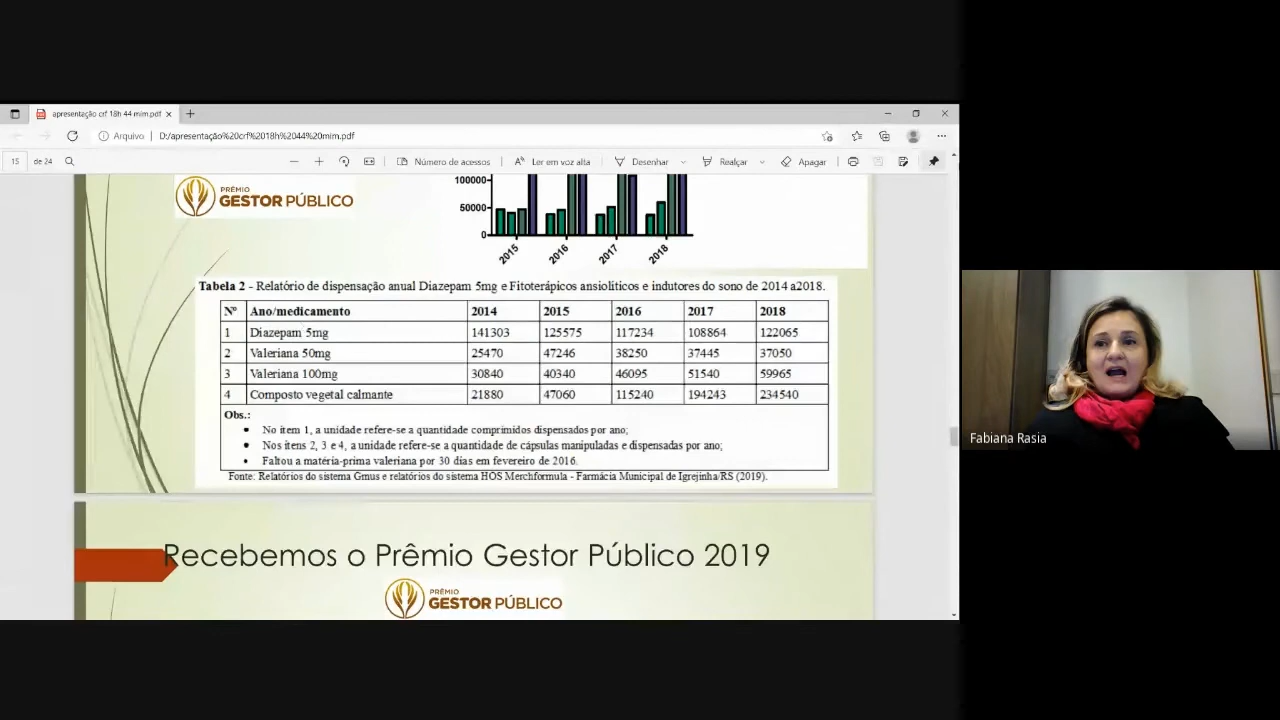 apresentação crf 18h 44 mim.pdf
Arquivo | D:/apresentação%20crf%2018h%2044%20mim.pdf
15 de 24
Número de acessos
Ler em voz alta
Desenhar
Realçar
Apagar
PRÊMIO
GESTOR PÚBLICO
100000
50000
0
2015 2016 2017 2018
Tabela 2 - Relatório de dispensação anual Diazepam 5mg e Fitoterápicos ansiolíticos e indutores do sono de 2014 a2018.
Nº Ano/medicamento 2014 2015 2016 2017 2018
1 Diazepam 5mg 141303 125575 117234 108864 122065
2 Valeriana 50mg 25470 47246 38250 37445 37050
3 Valeriana 100mg 30840 40340 46095 51540 59965
4 Composto vegetal calmante 21880 47060 115240 194243 234540
Obs.:
• No item 1, a unidade refere-se a quantidade comprimidos dispensados por ano;
• Nos itens 2, 3 e 4, a unidade refere-se a quantidade de cápsulas manipuladas e dispensadas por ano;
• Faltou a matéria-prima valeriana por 30 dias em fevereiro de 2016.
Fonte: Relatórios do sistema Gmus e relatórios do sistema HOS Merchformula - Farmácia Municipal de Igrejinha/RS (2019).
Recebemos o Prêmio Gestor Público 2019
PRÊMIO
GESTOR PÚBLICO
Fabiana Rasia